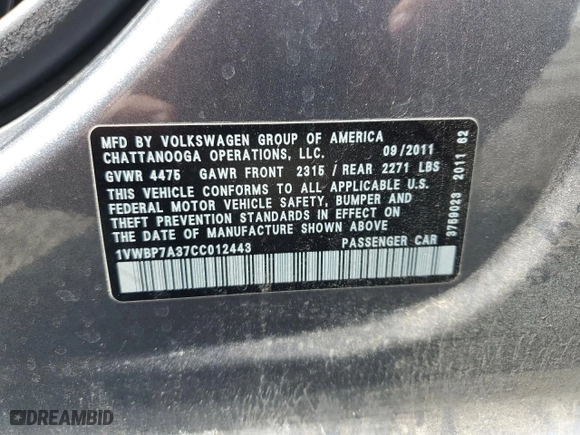 MFD BY VOLKSWAGEN GROUP OF AMERICA
CHATTANOOGA OPERATIONS, LLC. 09/2011
GVWR 4475 GAWR FRONT 2315 / REAR 2271 LBS
THIS VEHICLE CONFORMS TO ALL APPLICABLE U.S.
FEDERAL MOTOR VEHICLE SAFETY, BUMPER AND
THEFT PREVENTION STANDARDS IN EFFECT ON
THE DATE OF MANUFACTURE SHOWN ABOVE
1VWBP7A37CC012443 PASSENGER CAR
3759023 2011 62
DREAMBID